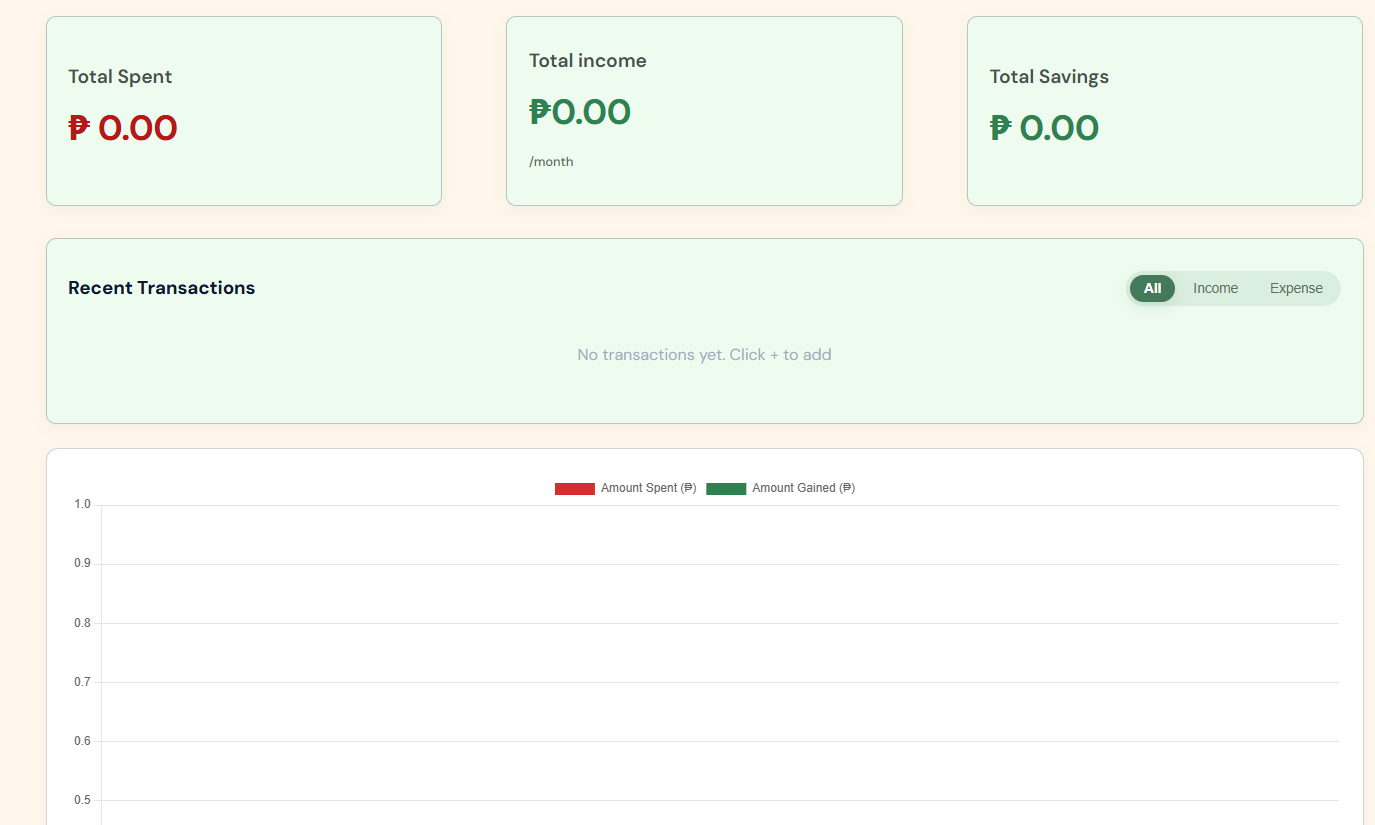 Total Spent
₱ 0.00
Total income
₱0.00
/month
Total Savings
₱ 0.00
Recent Transactions
All Income Expense
No transactions yet. Click + to add
Amount Spent (₱) Amount Gained (₱)
1.0
0.9
0.8
0.7
0.6
0.5